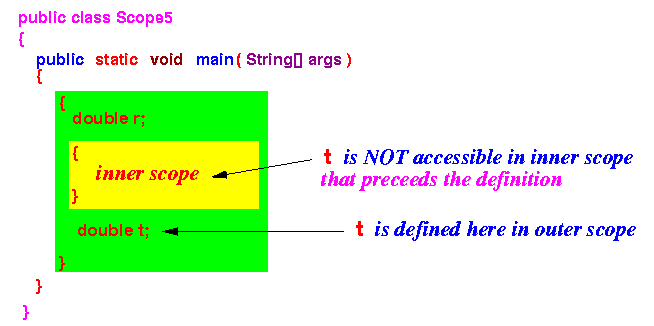 public class Scope5
{
public static void main( String[] args )
{
{
double r;
{
inner scope
}
t is NOT accessible in inner scope
that preceeds the definition
double t;
t is defined here in outer scope
}
}
}